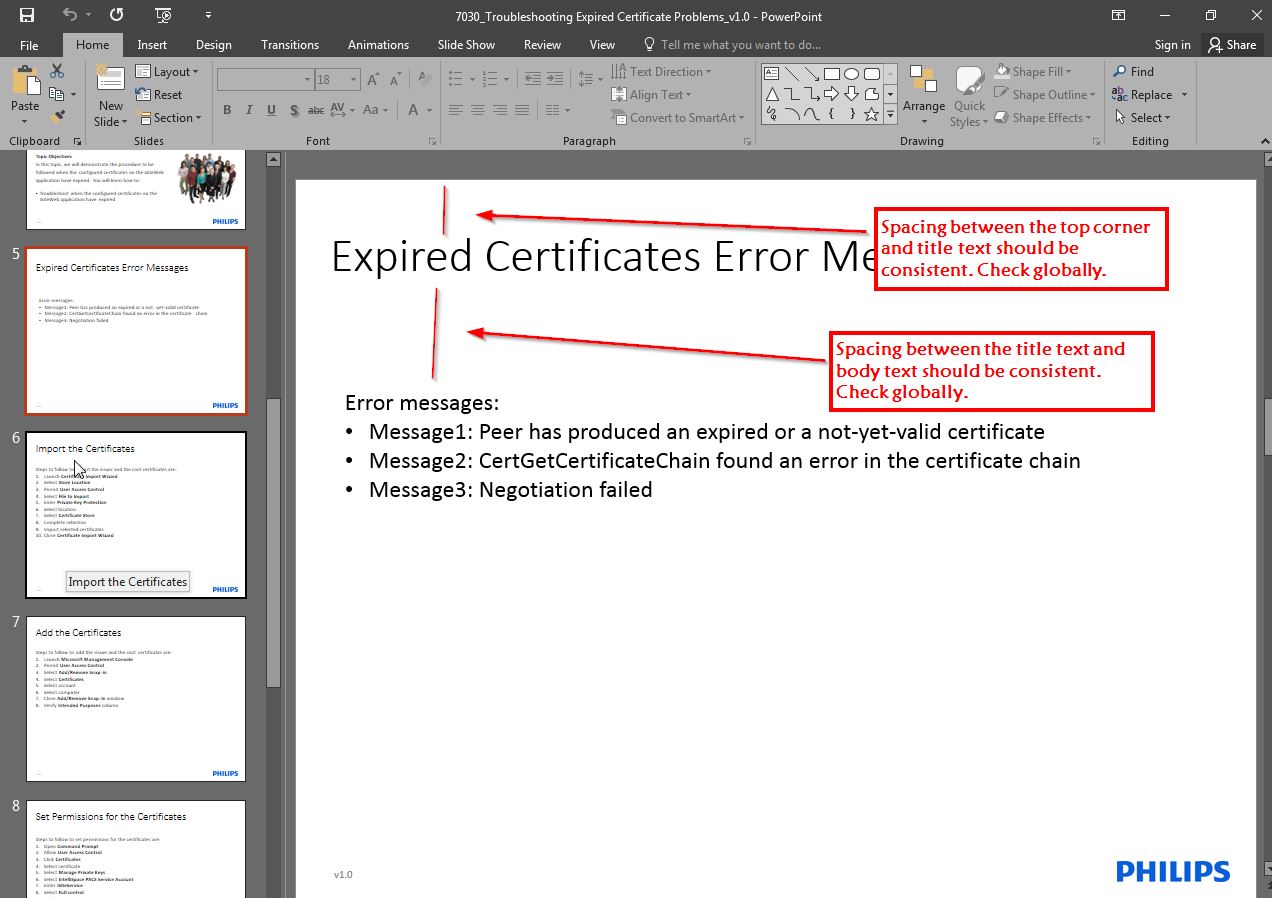 7030_Troubleshooting Expired Certificate Problems_v1.0 - PowerPoint
File Home Insert Design Transitions Animations Slide Show Review View Tell me what you want to do... Sign in Share
Paste
Clipboard
New
Slide
Layout
Reset
Section
Slides
18
B I U S abc AV Aa A
Font
Text Direction
Align Text
Convert to SmartArt
Paragraph
Arrange
Quick
Styles
Shape Fill
Shape Outline
Shape Effects
Drawing
Find
Replace
Select
Editing
Topic Objectives
In this topic, we will demonstrate the procedure to be
followed when the configured certificates on the iSiteWeb
application have expired. You will learn how to:
• Troubleshoot when the configured certificates on the
iSiteWeb application have expired
PHILIPS
5
Expired Certificates Error Messages
Error messages:
• Message1: Peer has produced an expired or a not -yet-valid certificate
• Message2: CertGetCertificateChain found an error in the certificate chain
• Message3: Negotiation failed
PHILIPS
6
Import the Certificates
Steps to follow to import the issuer and the root certificates are:
1. Launch Certificate Import Wizard
2. Select Store Location
3. Permit User Access Control
4. Select File to Import
5. Enter Private Key Protection
6. Select location
7. Select Certificate Store
8. Complete selection
9. Import selected certificates
10. Close Certificate Import Wizard
Import the Certificates
PHILIPS
7
Add the Certificates
Steps to follow to add the issuer and the root certificates are:
1. Launch Microsoft Management Console
2. Permit User Access Control
3. Select Add/Remove Snap-in
4. Select Certificates
5. Select account
6. Select computer
7. Close Add/Remove Snap-in window
8. Verify Intended Purposes column
PHILIPS
8
Set Permissions for the Certificates
Steps to follow to set permissions for the certificates are:
1. Open Command Prompt
2. Allow User Access Control
3. Click Certificates
4. Select certificate
5. Select Manage Private Keys
6. Select IntelliSpace PACS Service Account
7. Enter iSiteService
8. Select Full control
Expired Certificates Error Me
Spacing between the top corner
and title text should be
consistent. Check globally.
Spacing between the title text and
body text should be consistent.
Check globally.
Error messages:
• Message1: Peer has produced an expired or a not-yet-valid certificate
• Message2: CertGetCertificateChain found an error in the certificate chain
• Message3: Negotiation failed
v1.0
PHILIPS